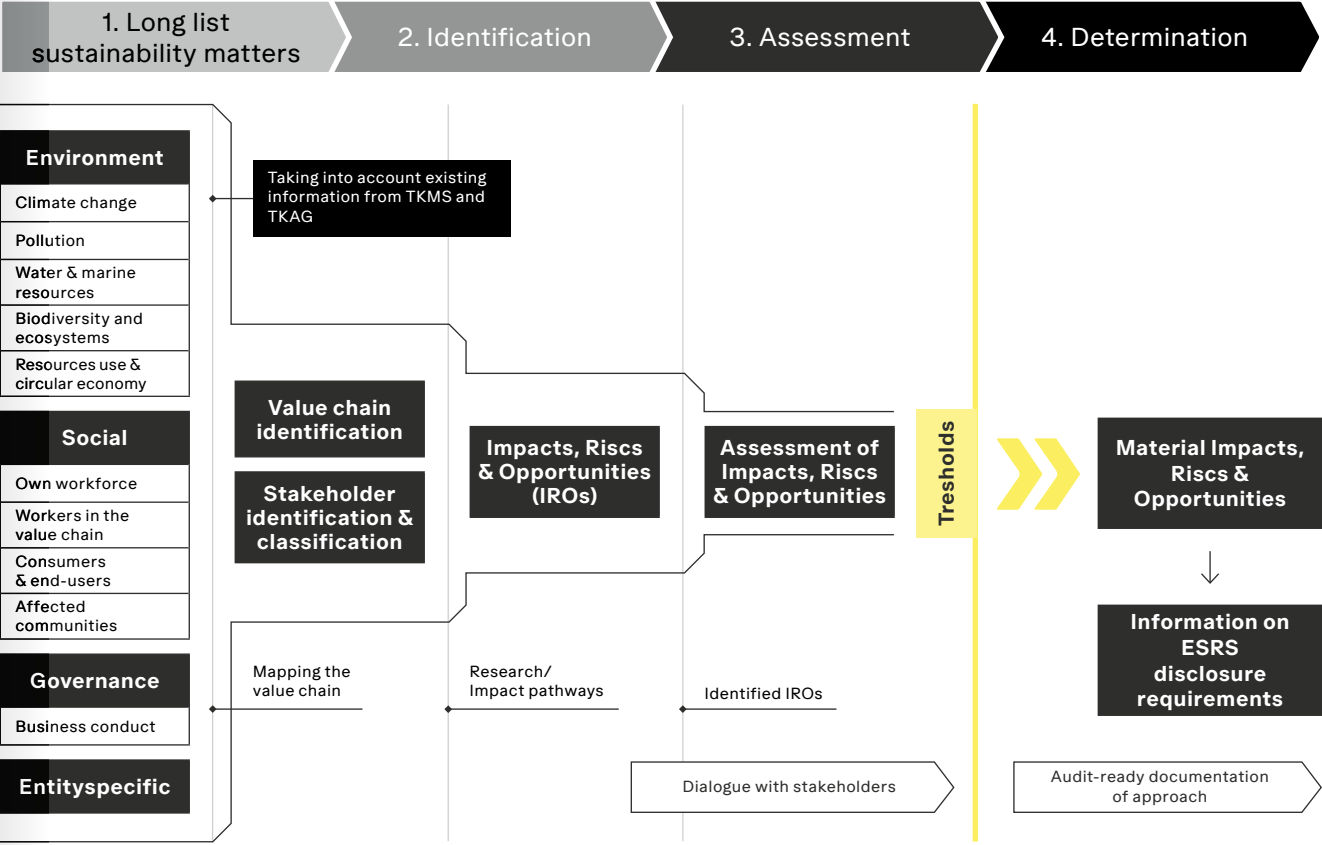 1. Long list
sustainability matters
2. Identification
3. Assessment
4. Determination
Environment
Climate change
Pollution
Water & marine
resources
Biodiversity and
ecosystems
Resources use &
circular economy
Social
Own workforce
Workers in the
value chain
Consumers
& end-users
Affected
communities
Governance
Business conduct
Entityspecific
Taking into account existing
information from TKMS and
TKAG
Value chain
identification
Stakeholder
identification &
classification
Mapping the
value chain
Impacts, Riscs
& Opportunities
(IROs)
Research/
Impact pathways
Assessment of
Impacts, Riscs
& Opportunities
Identified IROs
Dialogue with stakeholders
Tresholds
Material Impacts,
Riscs &
Opportunities
Information on
ESRS
disclosure
requirements
Audit-ready documentation
of approach